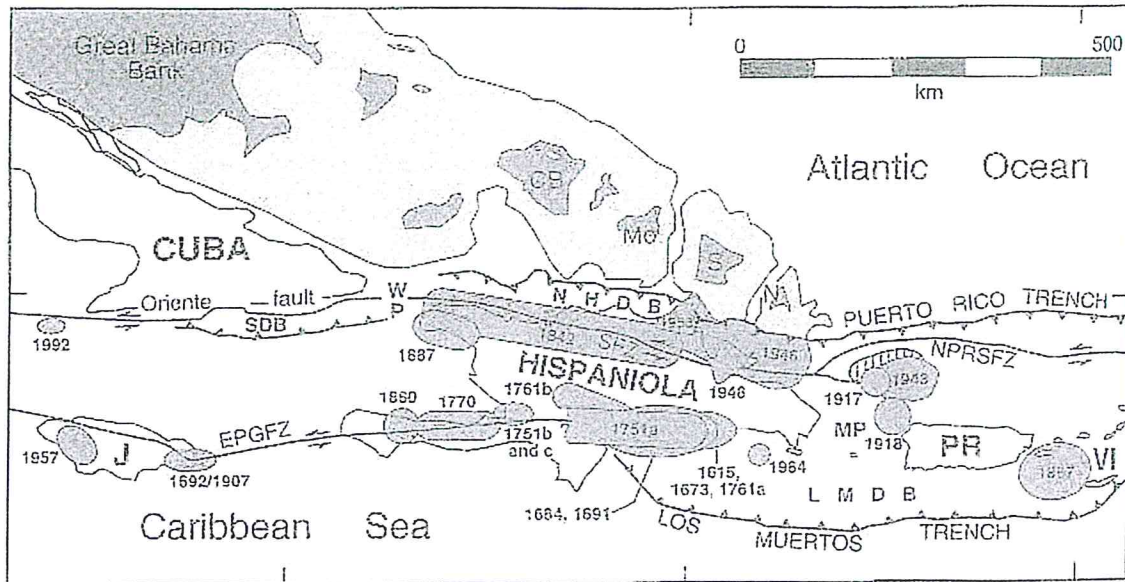 Great Bahama
Bank
0 500
km
CB
Mo
S
NA
Atlantic Ocean
CUBA
Oriente fault
W
P
SDB
1992
N H D B
PUERTO RICO TRENCH
NPRSFZ
1842
1953
1946
1943
1887
HISPANIOLA
1948
1917
1761b
1860 1770
EPGFZ
1751b
and c
1751a
MP
1918
PR
VI
1867
1957
J
1692/1907
1964
1615,
1673, 1761a
1684, 1691
L M D B
LOS MUERTOS TRENCH
Caribbean Sea